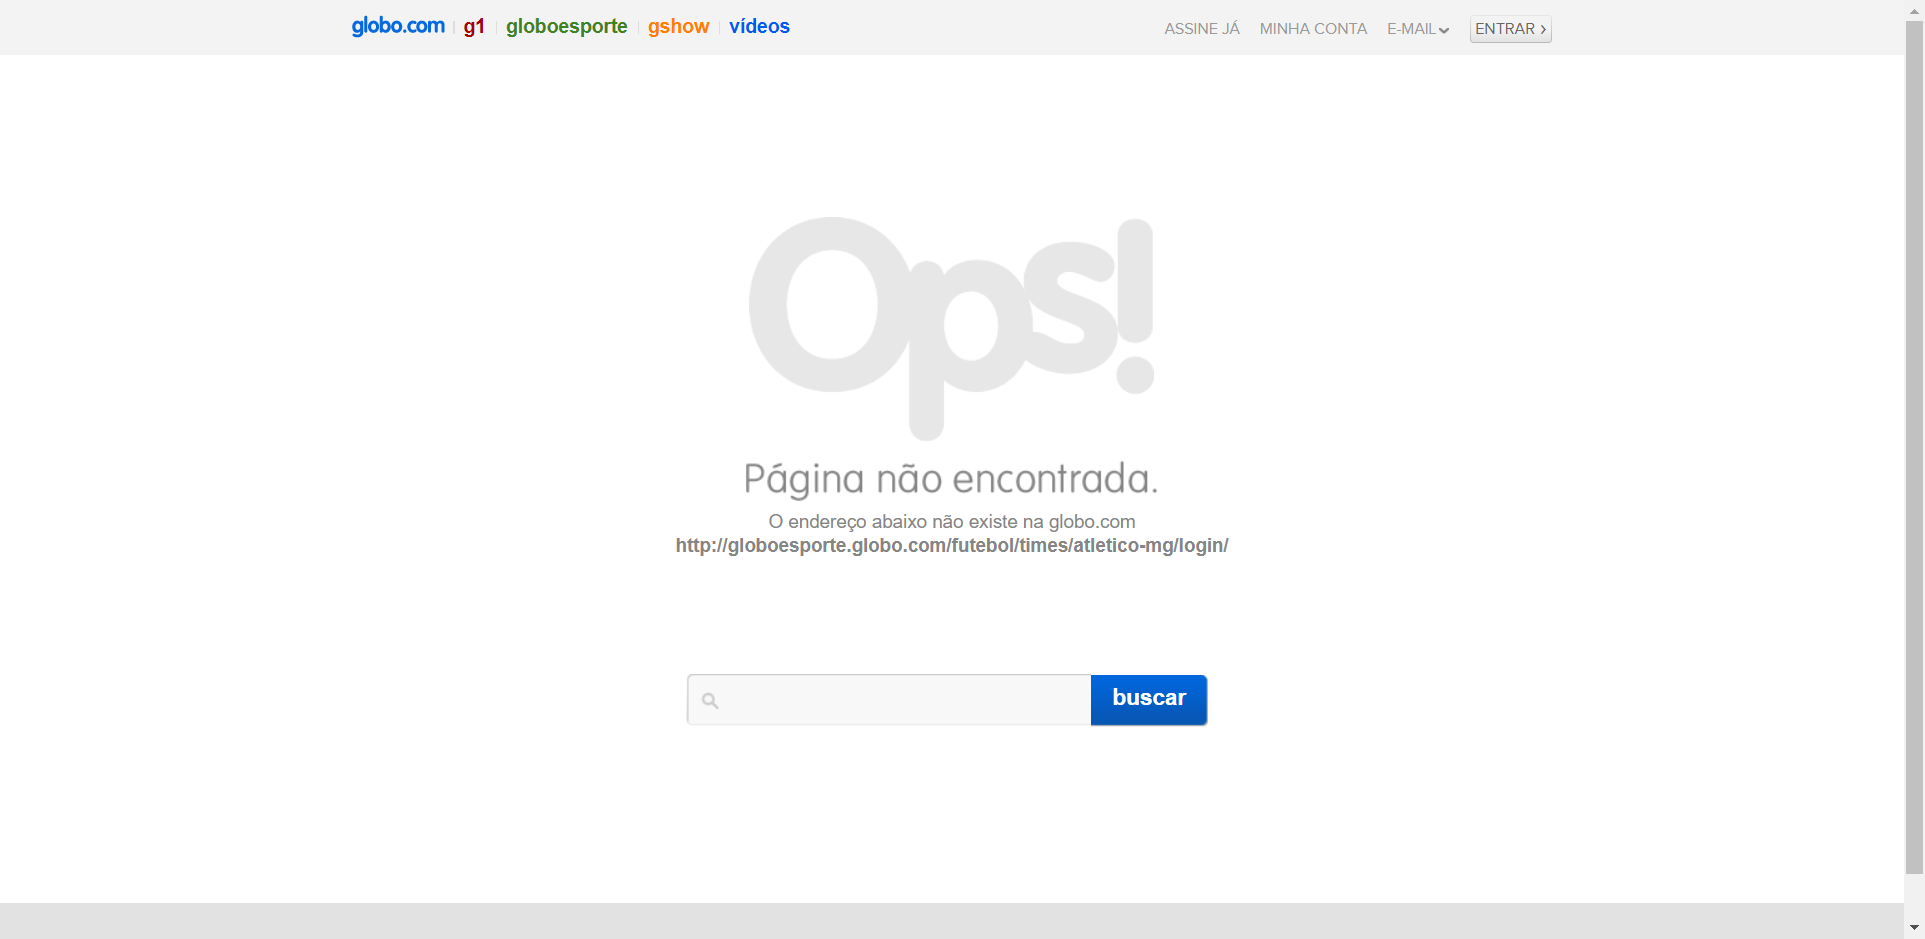 globo.com g1 globoesporte gshow vídeos ASSINE JÁ MINHA CONTA E-MAIL ENTRAR ›
Ops!
Página não encontrada.
O endereço abaixo não existe na globo.com
http://globoesporte.globo.com/futebol/times/atletico-mg/login/
buscar